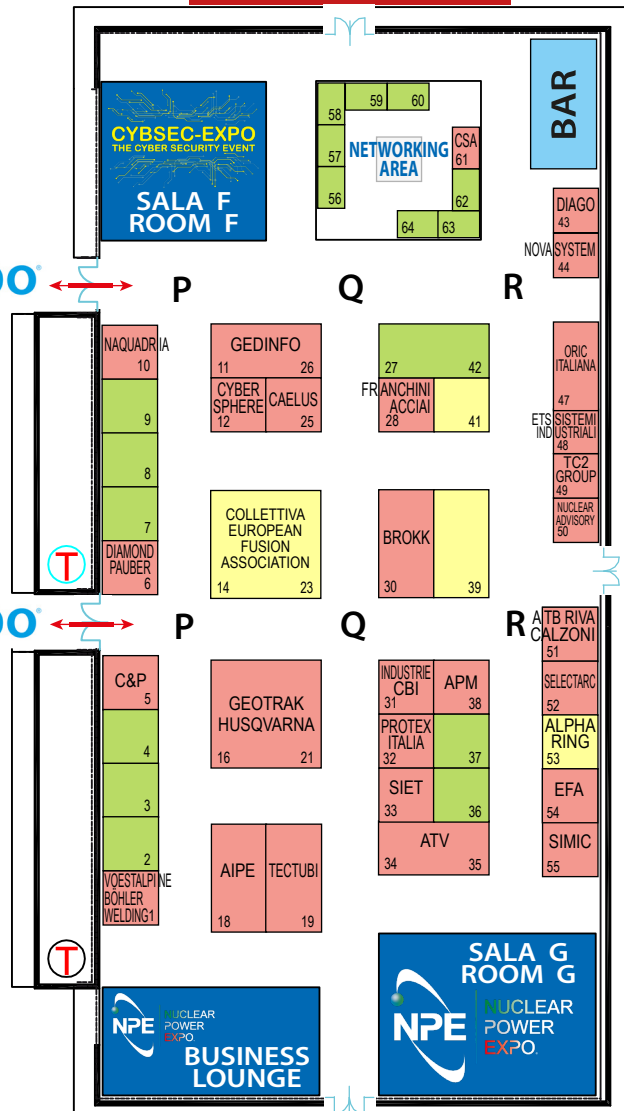 CYBSEC-EXPO
THE CYBER SECURITY EVENT
SALA F
ROOM F
58
59
60
57
56
NETWORKING
AREA
CSA
61
62
64
63
BAR
DIAGO
43
NOVA SYSTEM
44
P
Q
R
NAQUADRIA
10
9
8
7
DIAMOND
PAUBER
6
GEDINFO
11
26
CYBER
SPHERE
12
CAELUS
25
27
42
FRANCHINI
ACCIAI
28
41
ORIC
ITALIANA
47
ETS SISTEMI
INDUSTRIALI
48
TC2
GROUP
49
NUCLEAR
ADVISORY
50
COLLETTIVA
EUROPEAN
FUSION
ASSOCIATION
14
23
BROKK
30
39
T
P
Q
R
ATB RIVA
CALZONI
51
SELECTARC
52
ALPHA
RING
53
EFA
54
SIMIC
55
C&P
5
4
3
2
VOESTALPINE
BÖHLER
WELDING1
GEOTRAK
HUSQVARNA
16
21
INDUSTRIE
CBI
31
APM
38
PROTEX
ITALIA
32
37
SIET
33
36
ATV
34
35
AIPE
18
TECTUBI
19
T
NPE
NUCLEAR
POWER
EXPO.
BUSINESS
LOUNGE
SALA G
ROOM G
NPE
NUCLEAR
POWER
EXPO.